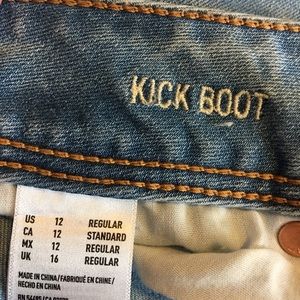 KICK BOOT
US 12 REGULAR
CA 12 STANDARD
MX 12 REGULAR
UK 16 REGULAR
MADE IN CHINA/FABRIQUÉ EN CHINE/
HECHO EN CHINA